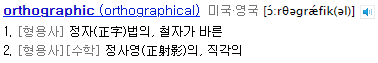 orthographic (orthographical) 미국·영국 [ɔ̀:rθəgrǽfik(əl)]
1. [형용사] 정자(正字)법의, 철자가 바른
2. [형용사][수학] 정사영(正射影)의, 직각의